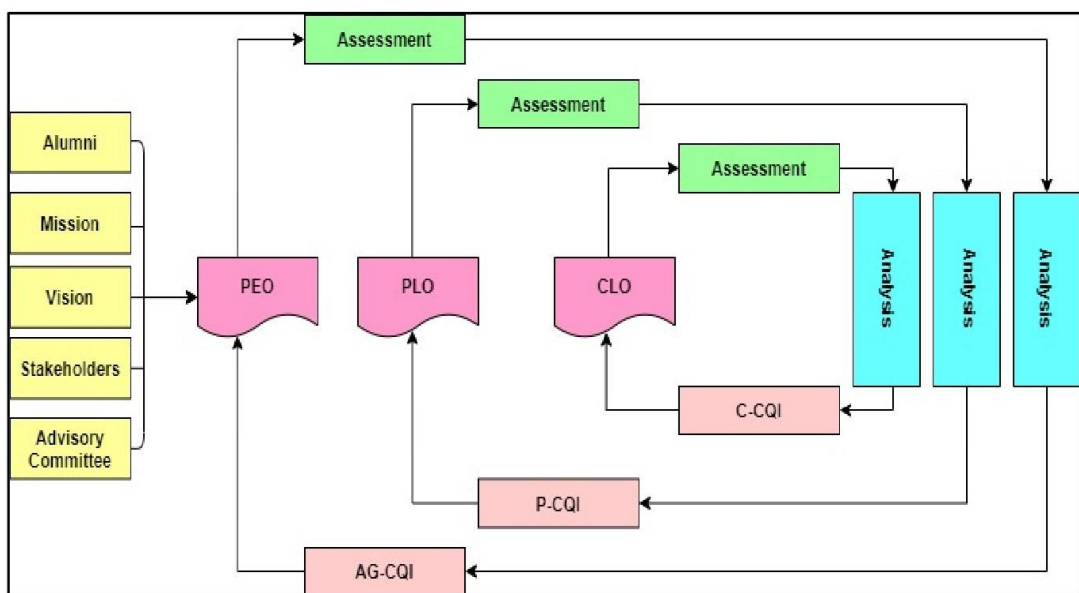 Assessment
Assessment
Assessment
Alumni
Mission
Vision
Stakeholders
Advisory
Committee
PEO
PLO
CLO
Analysis
Analysis
Analysis
C-CQI
P-CQI
AG-CQI